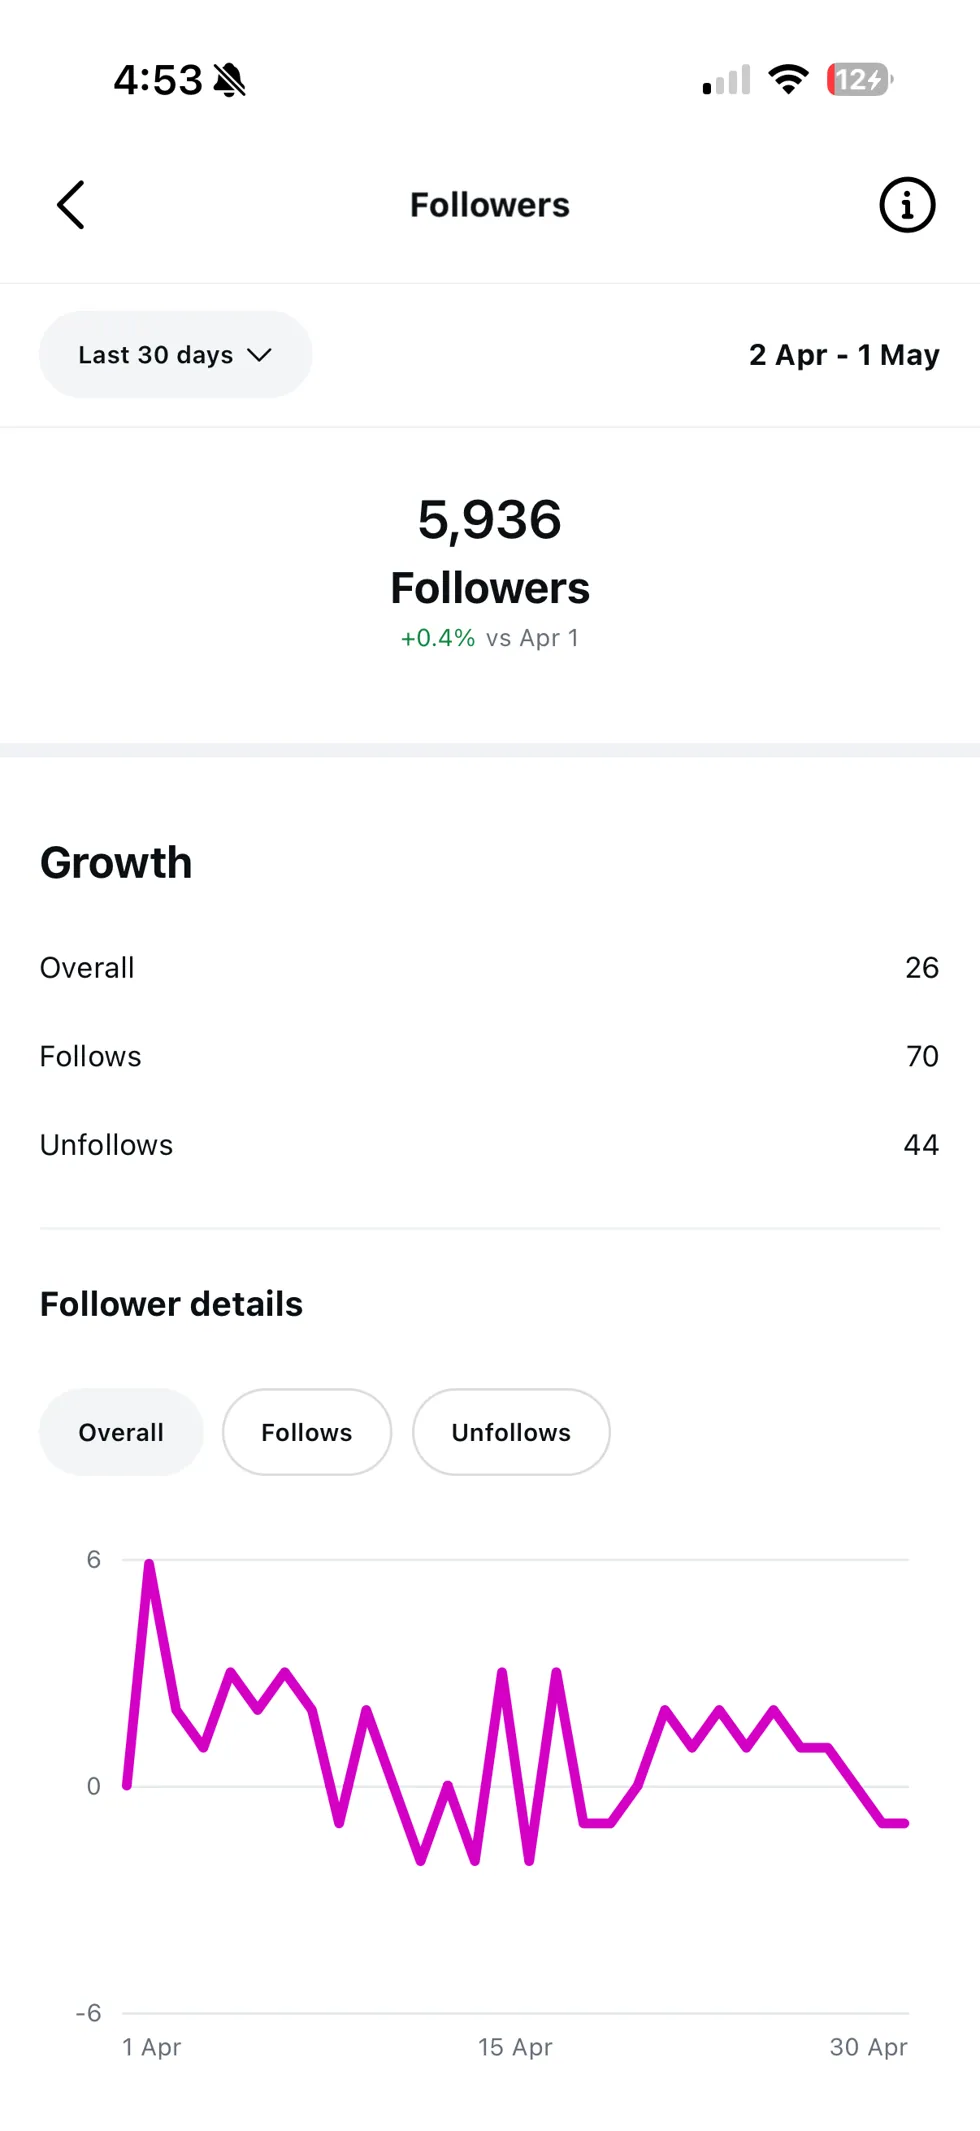 4:53
12
Followers
Last 30 days
2 Apr - 1 May
5,936
Followers
+0.4% vs Apr 1
Growth
Overall 26
Follows 70
Unfollows 44
Follower details
Overall Follows Unfollows
6
0
-6
1 Apr 15 Apr 30 Apr